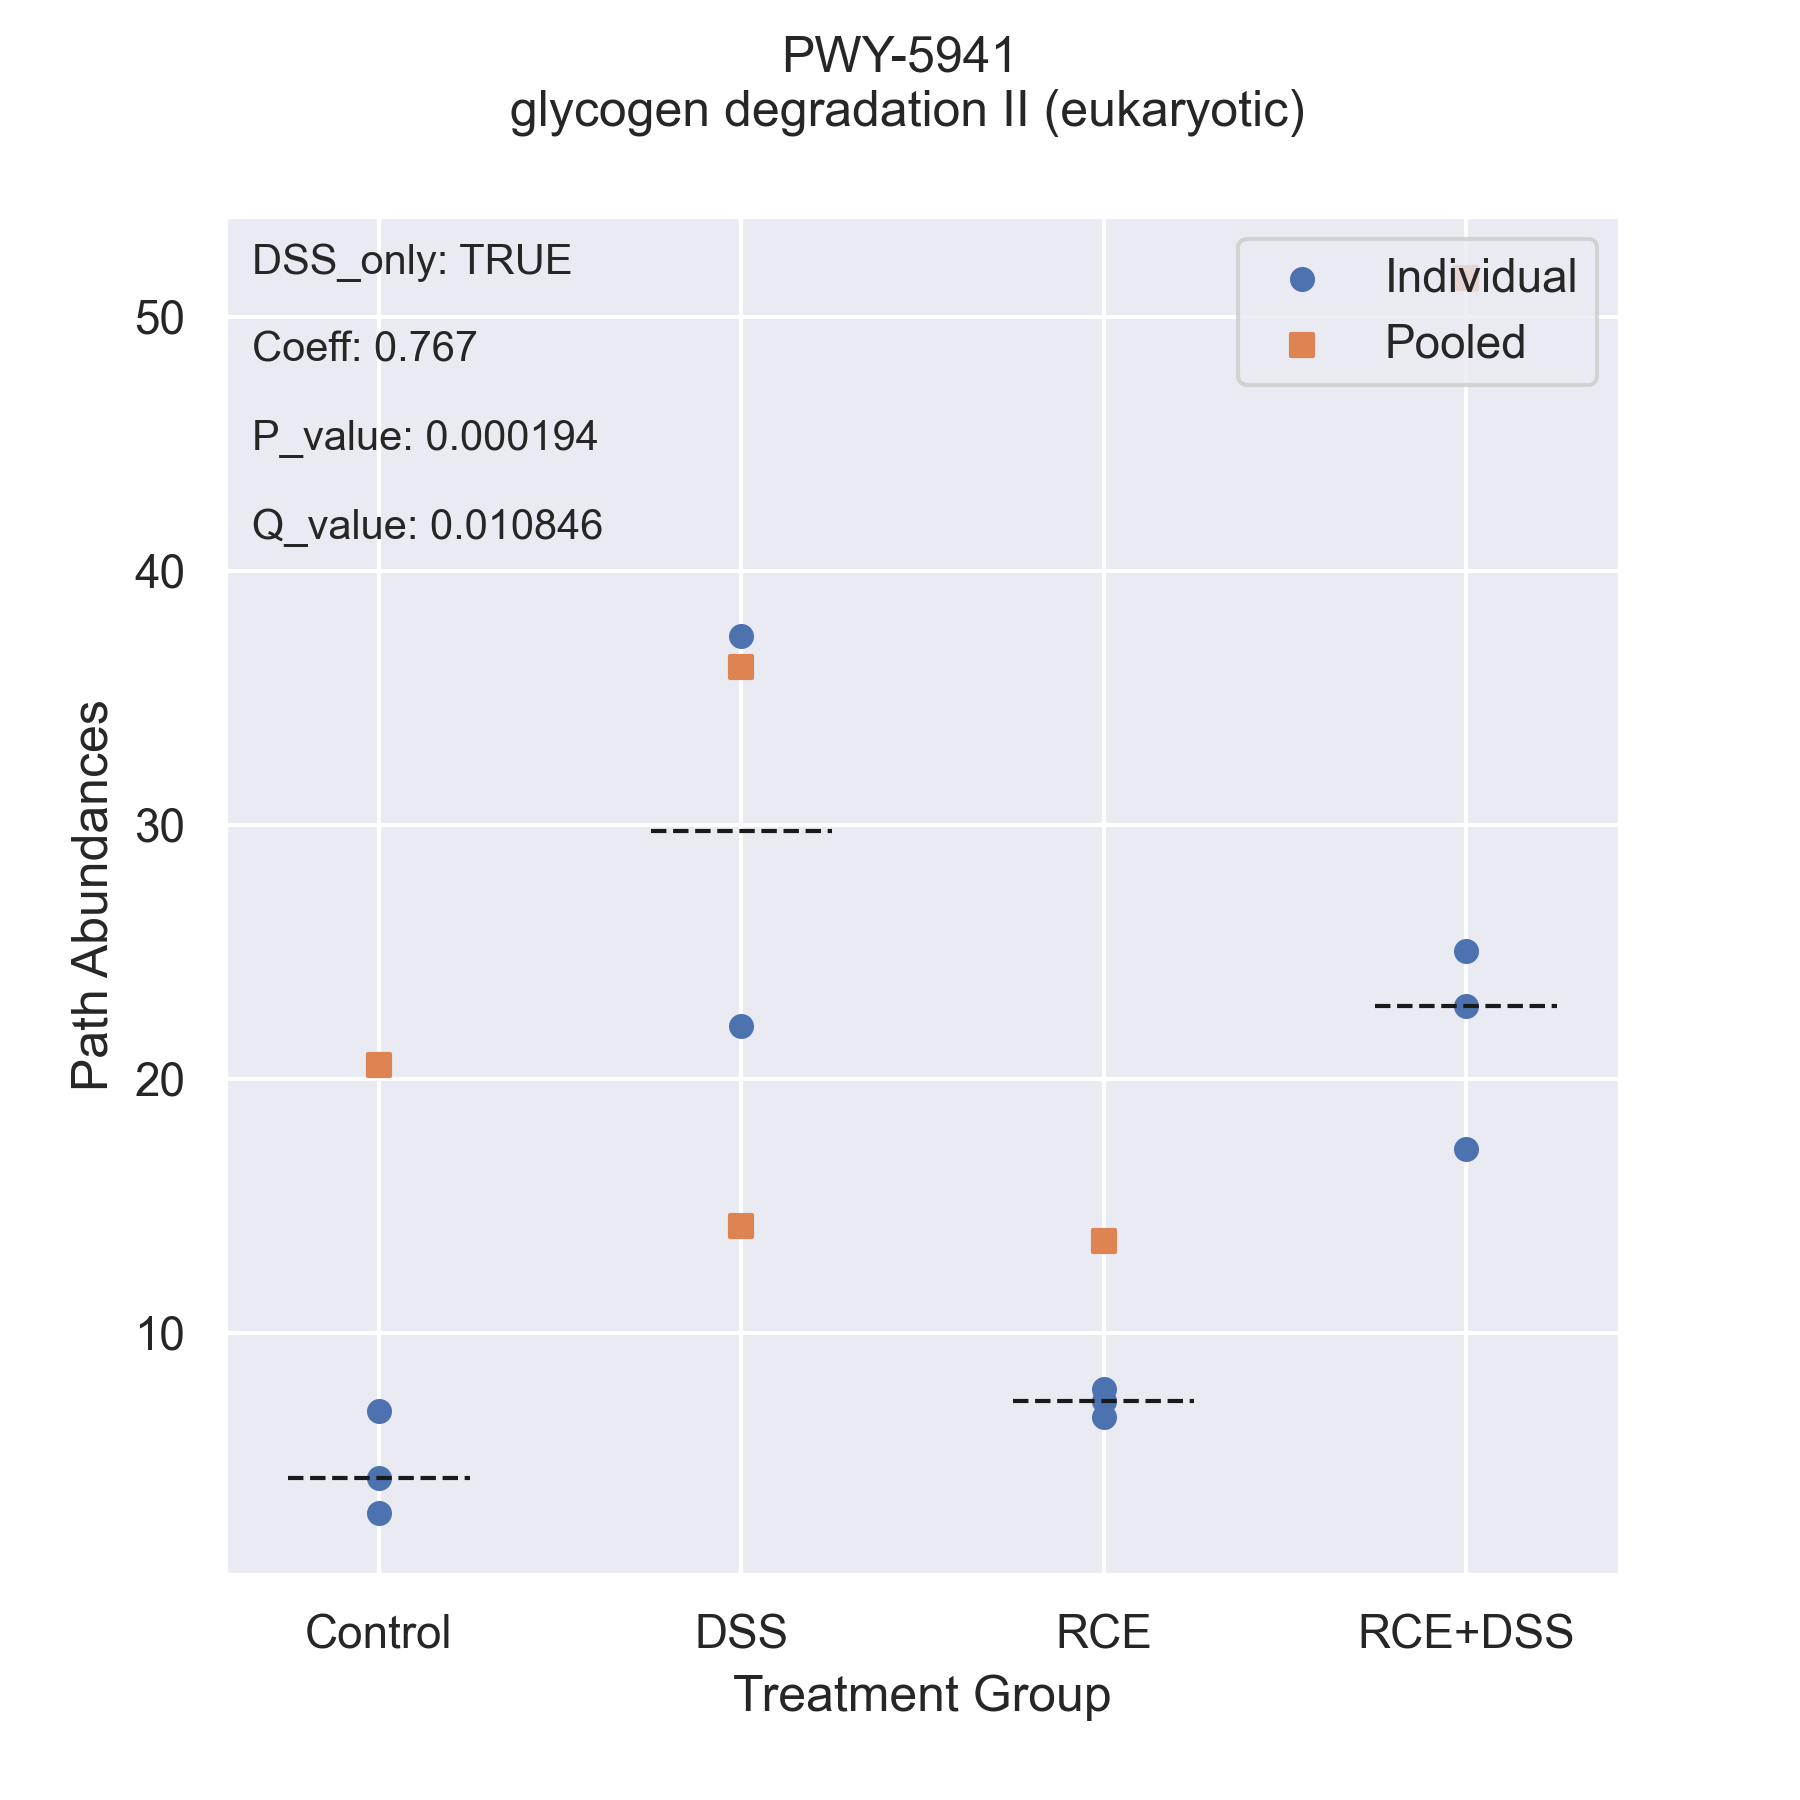 PWY-5941
glycogen degradation II (eukaryotic)
DSS_only: TRUE
Coeff: 0.767
P_value: 0.000194
Q_value: 0.010846
Individual
Pooled
50
40
30
20
10
Path Abundances
Control
DSS
RCE
RCE+DSS
Treatment Group